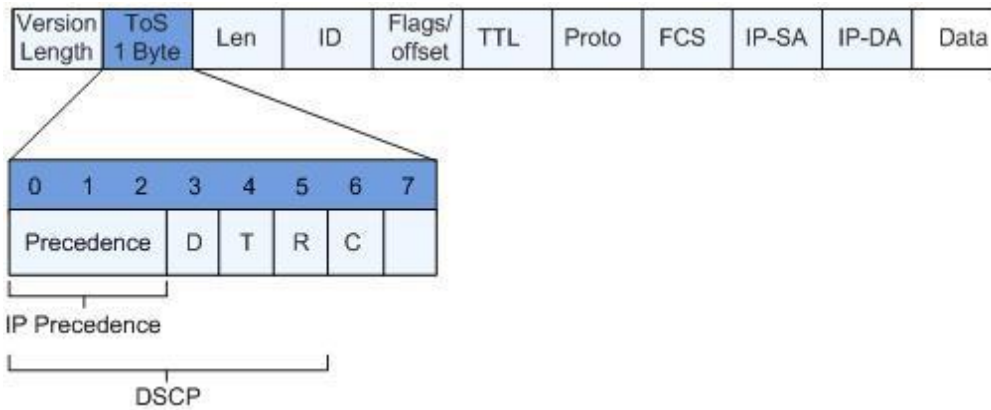 Version Length ToS 1 Byte Len ID Flags/ offset TTL Proto FCS IP-SA IP-DA Data
0 1 2 3 4 5 6 7
Precedence D T R C
IP Precedence
DSCP